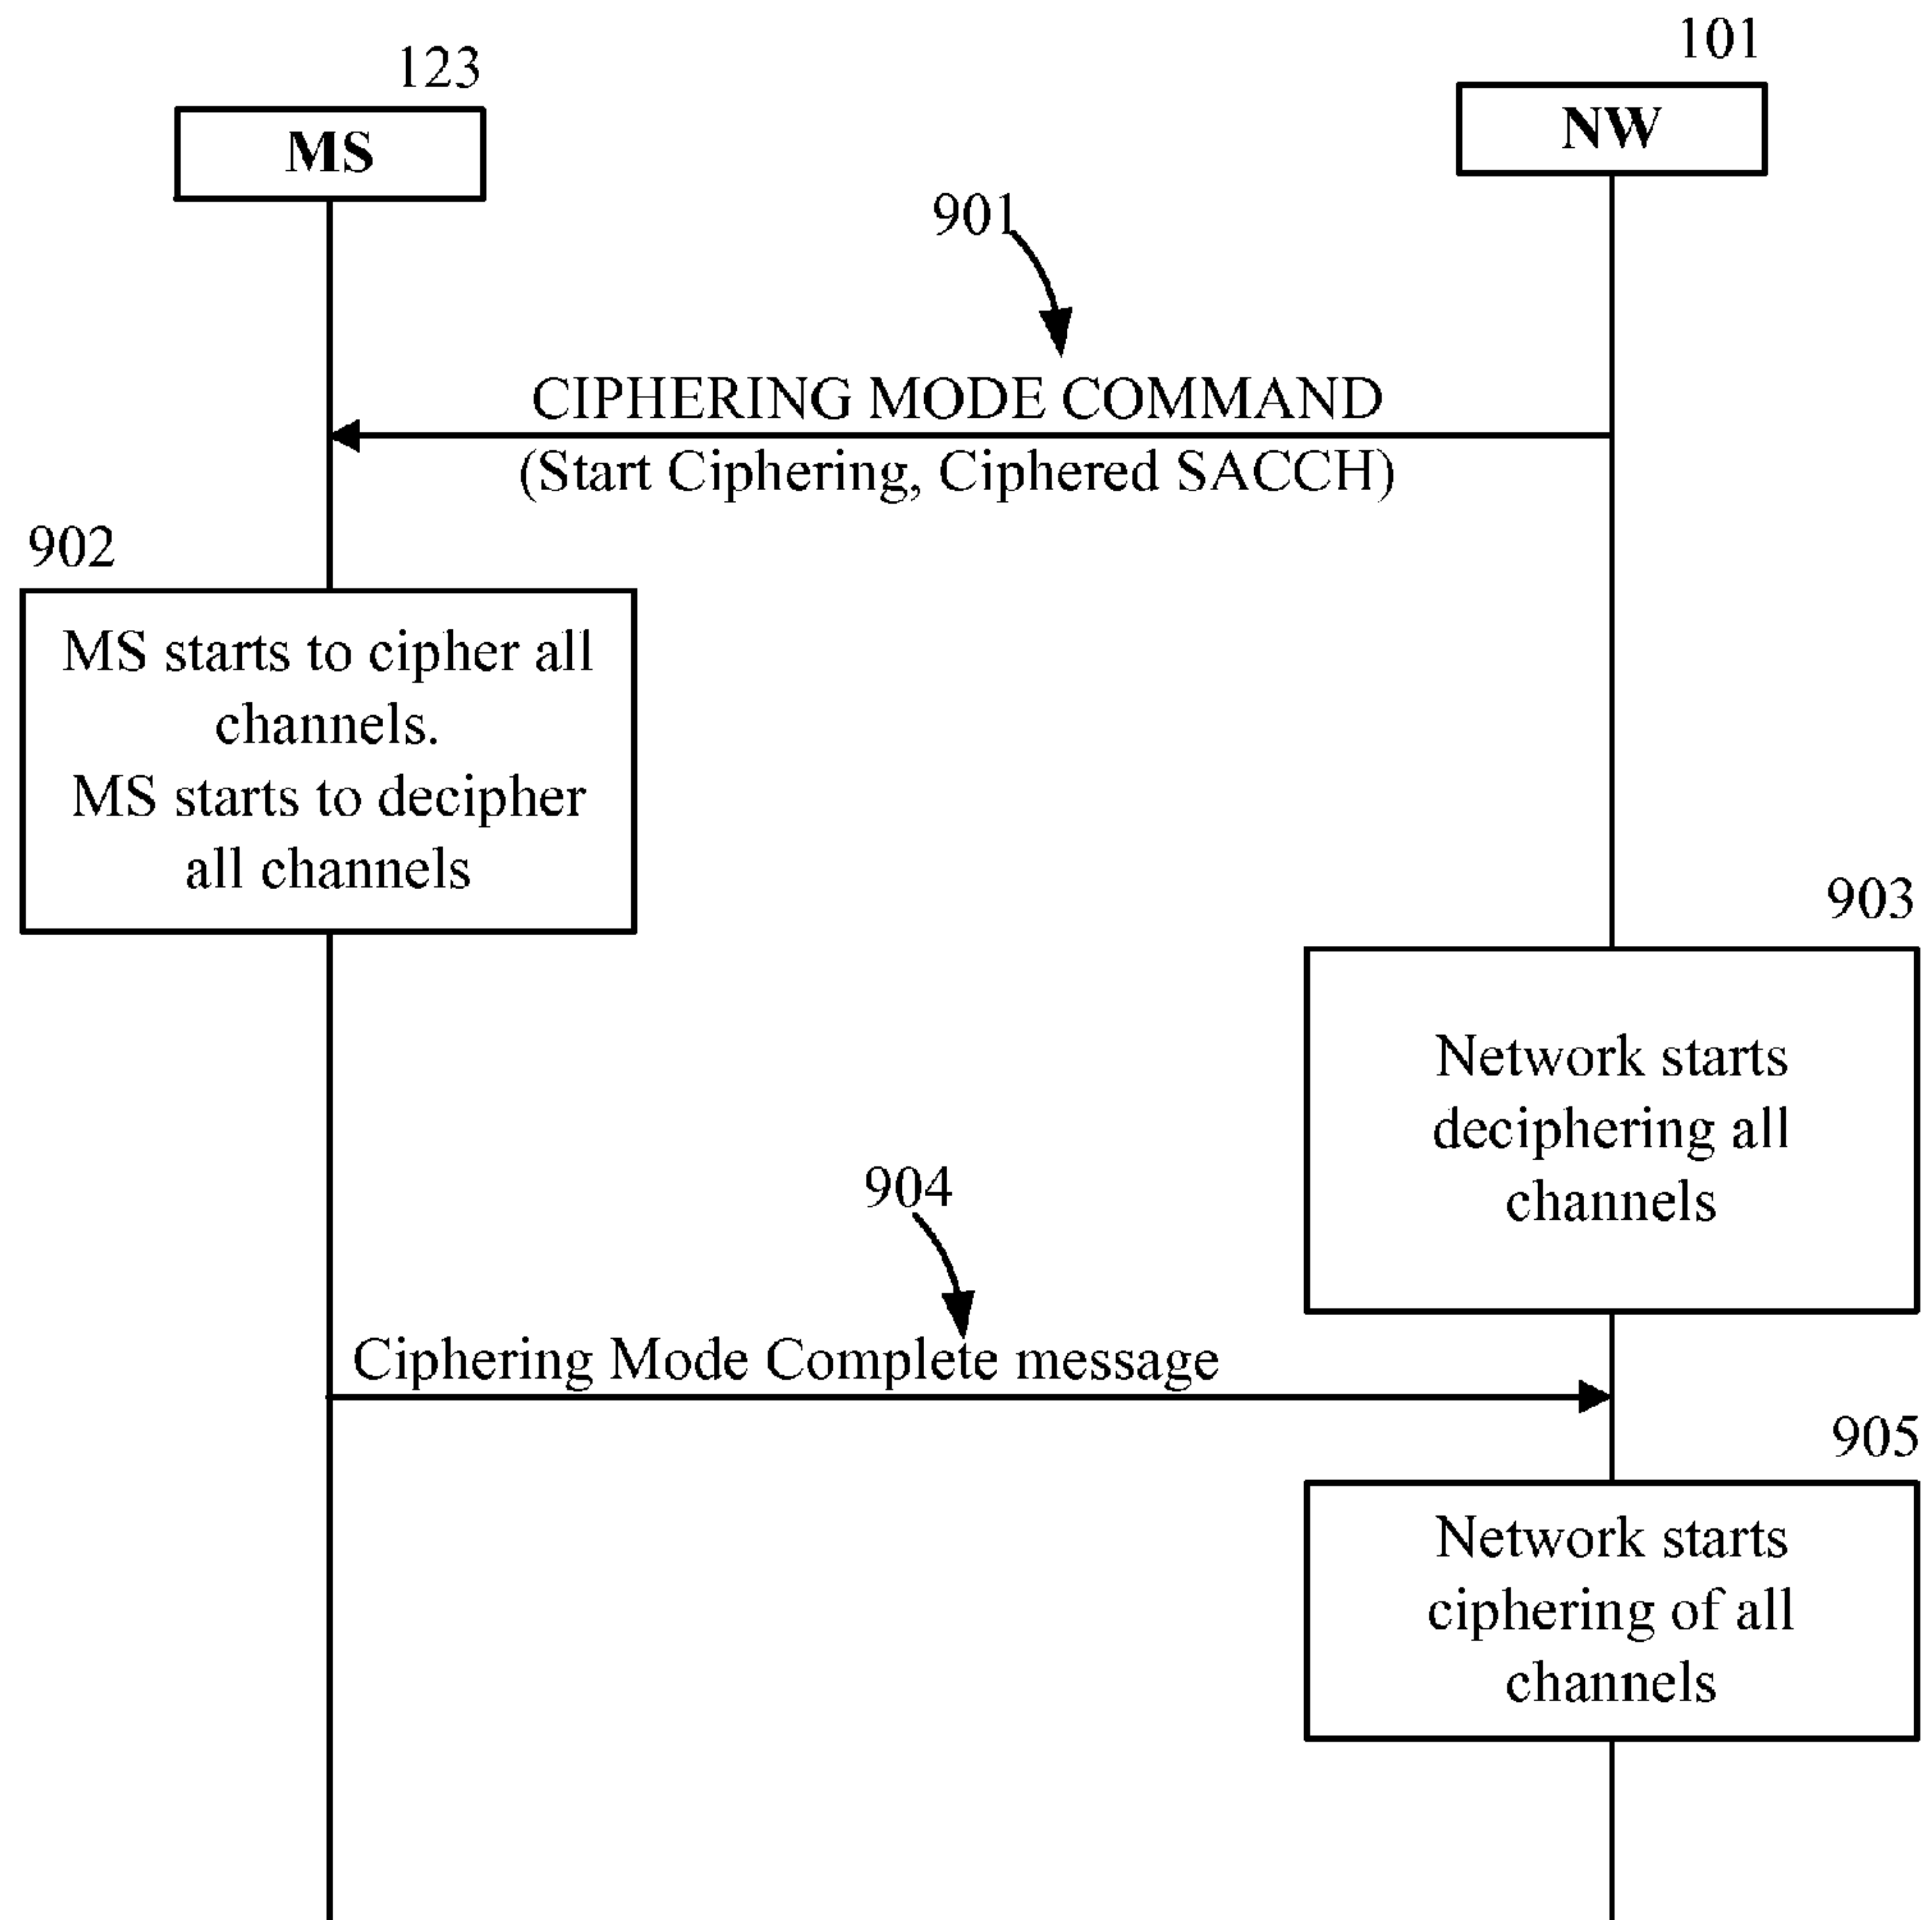 101
123
NW
MS
901
CIPHERING MODE COMMAND
(Start Ciphering, Ciphered SACCH)
902
MS starts to cipher all
channels.
MS starts to decipher
all channels
903
Network starts
deciphering all
channels
904
Ciphering Mode Complete message
905
Network starts
ciphering of all
channels